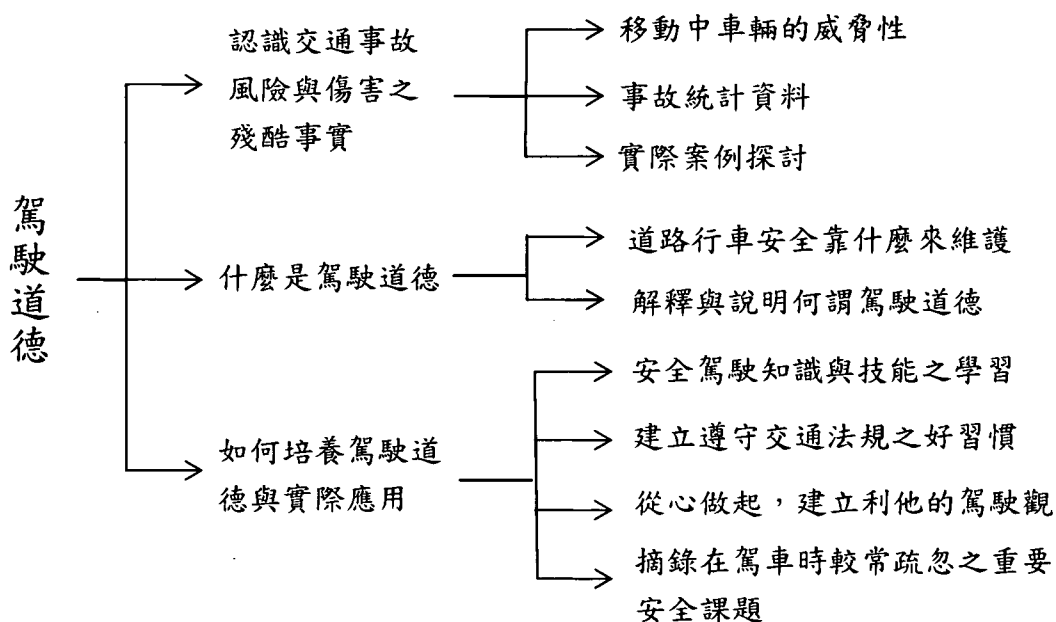 駕駛道德
認識交通事故
風險與傷害之
殘酷事實
移動中車輛的威脅性
事故統計資料
實際案例探討
什麼是駕駛道德
道路行車安全靠什麼來維護
解釋與說明何謂駕駛道德
如何培養駕駛道
德與實際應用
安全駕駛知識與技能之學習
建立遵守交通法規之好習慣
從心做起，建立利他的駕駛觀
摘錄在駕車時較常疏忽之重要
安全課題